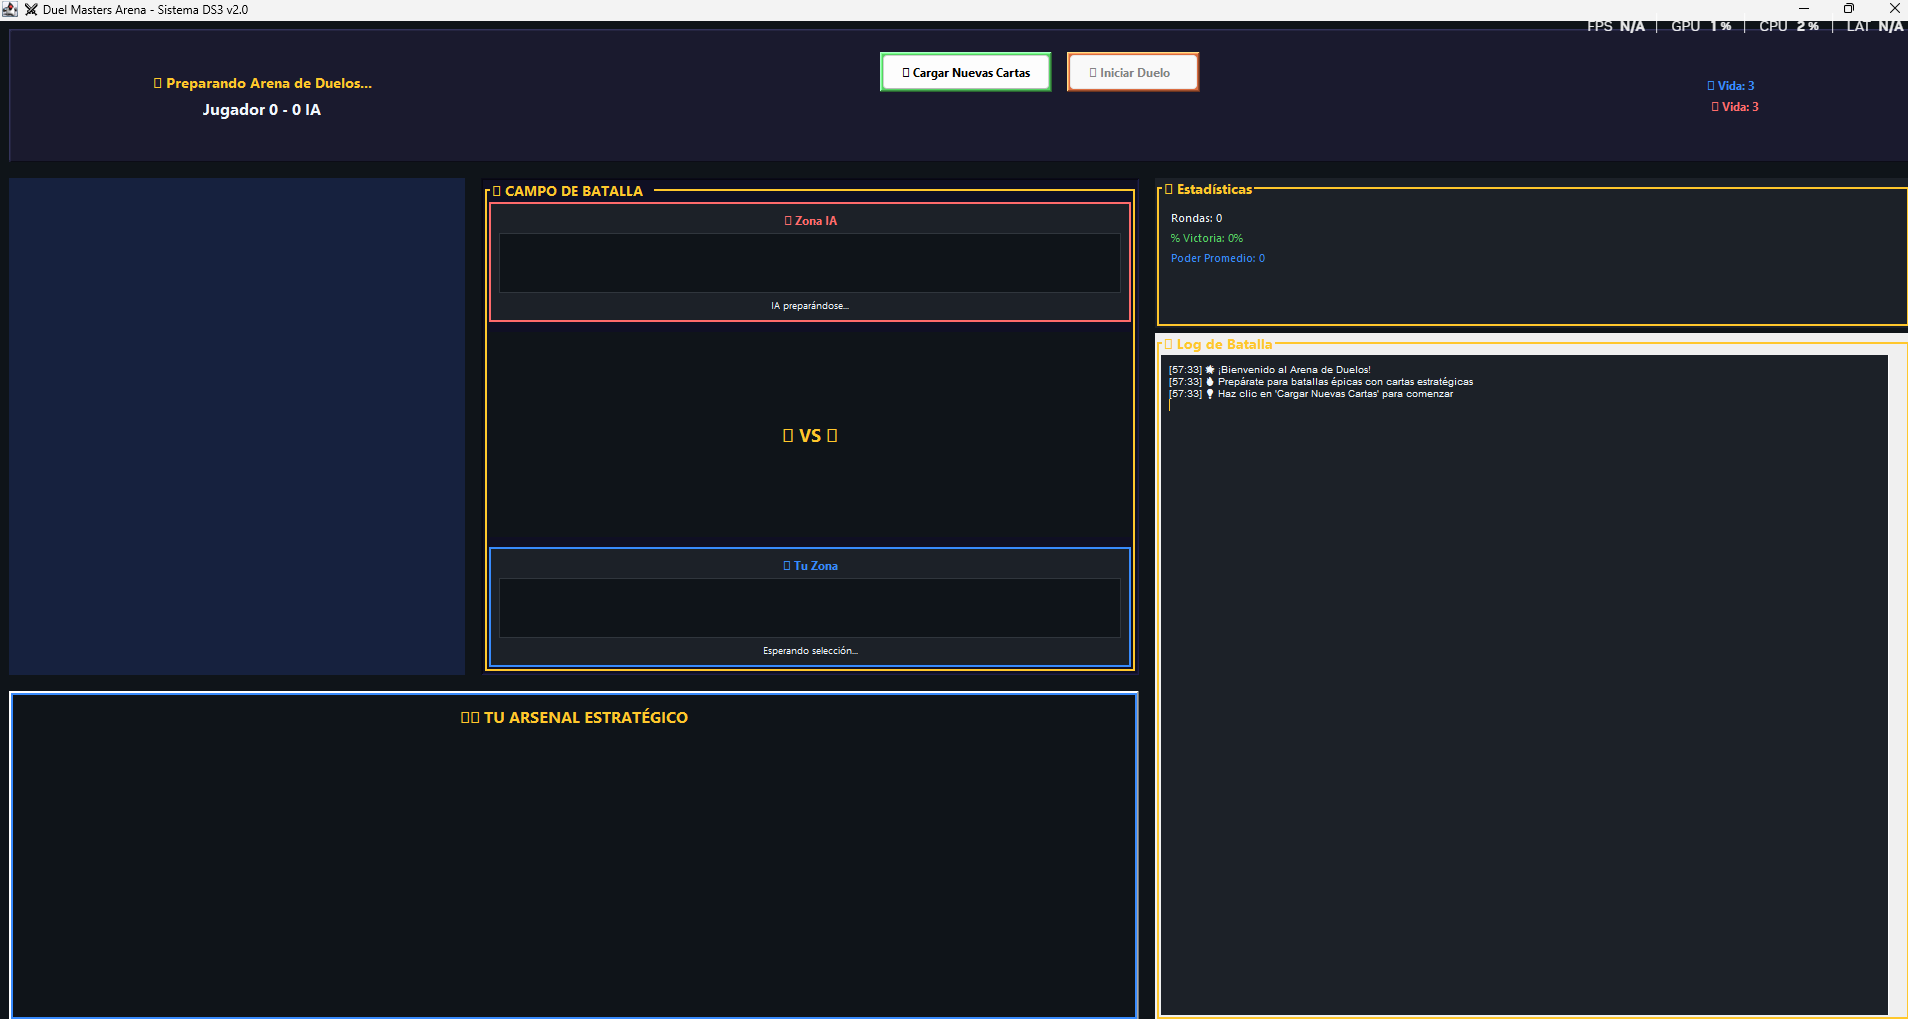 Duel Masters Arena - Sistema DS3 v2.0
FPS N/A | GPU 1% | CPU 2% | LAT N/A
Preparando Arena de Duelos...
Jugador 0 - 0 IA
Cargar Nuevas Cartas
Iniciar Duelo
Vida: 3
Vida: 3
CAMPO DE BATALLA
Zona IA
IA preparándose...
VS
Tu Zona
Esperando selección...
TU ARSENAL ESTRATÉGICO
Estadísticas
Rondas: 0
% Victoria: 0%
Poder Promedio: 0
Log de Batalla
[57:33] ¡Bienvenido al Arena de Duelos!
[57:33] Prepárate para batallas épicas con cartas estratégicas
[57:33] Haz clic en 'Cargar Nuevas Cartas' para comenzar